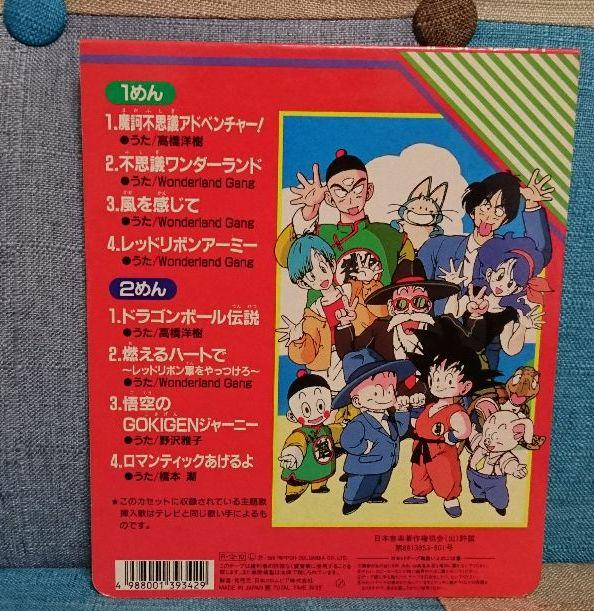 1めん
1.魔訶不思議アドベンチャー!
●うた/高橋洋樹
2.不思議ワンダーランド
●うた/Wonderland Gang
3.風を感じて
●うた/Wonderland Gang
4.レッドリボンアーミー
●うた/Wonderland Gang
2めん
1.ドラゴンボール伝説
●うた/高橋洋樹
2.燃えるハートで
〜レッドリボン軍をやっつけろ〜
●うた/Wonderland Gang
3.悟空の
GOKIGENジャーニー
●うた/野沢雅子
4.ロマンティックあげるよ
●うた/橋本 潮
★このカセットに収録されている主題歌
挿入歌はテレビと同じ歌い手によるも
のです。
日本音楽著作権協会(出)許諾
NIPPON COLUMBIA CO.,LTD.
MADE IN JAPAN
TOTAL TIME
4 988001 393429